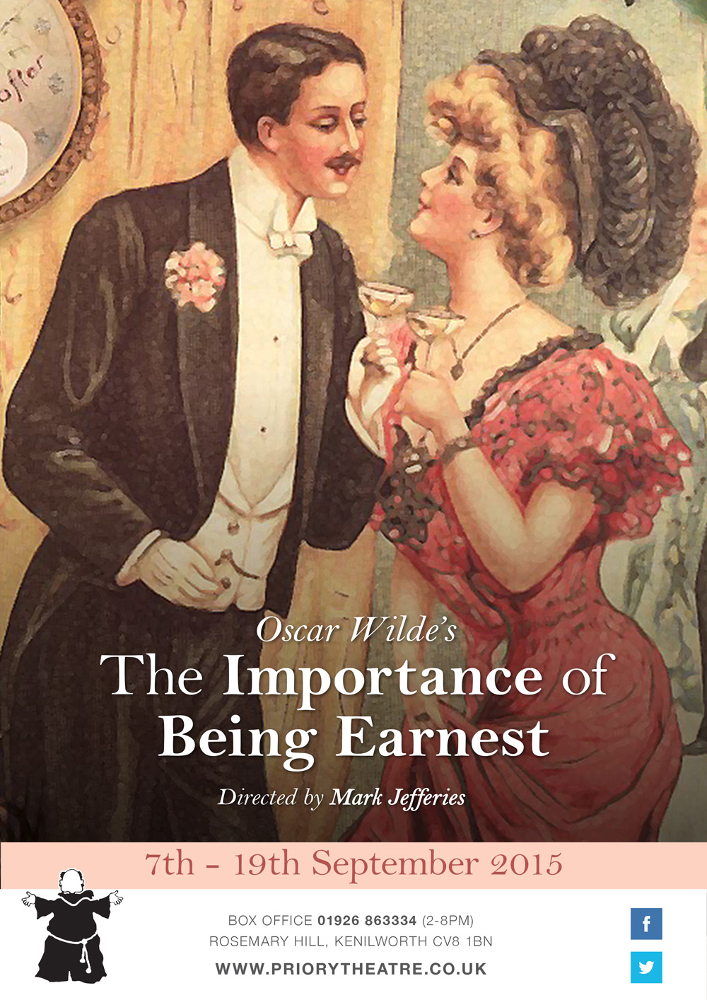 after
Oscar Wilde's
The Importance of
Being Earnest
Directed by Mark Jefferies
7th - 19th September 2015
BOX OFFICE 01926 863334 (2-8PM)
ROSEMARY HILL, KENILWORTH CV8 1BN
WWW.PRIORYTHEATRE.CO.UK